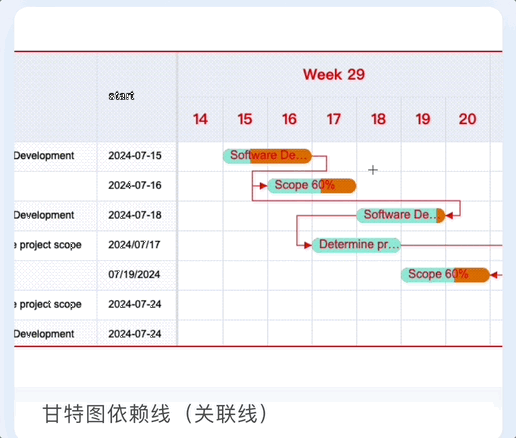 Week 29
start
14 15 16 17 18 19 20
Development 2024-07-15 Software De...
2024-07-16 Scope 60%
Development 2024-07-18 Software De...
e project scope 2024/07/17 Determine pr...
07/19/2024 Scope 60%
e project scope 2024-07-24
Development 2024-07-24
甘特图依赖线（关联线）